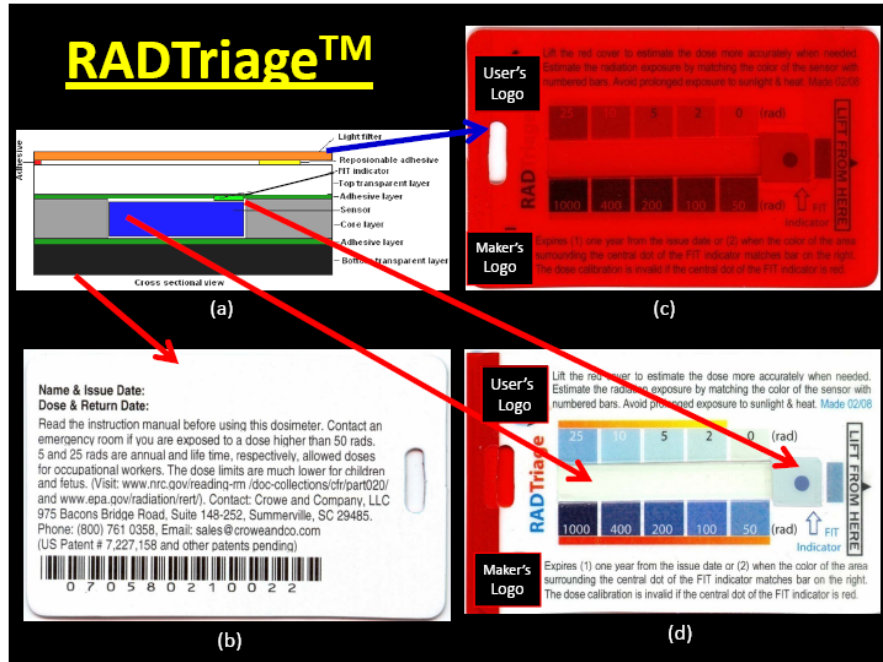 RADTriage™
Light filter
Adhesive
Reposionable adhesive
FIT indicator
Top transparent layer
Adhesive layer
Sensor
Core layer
Adhesive layer
Bottom transparent layer
Cross sectional view
(a)
User's Logo
Lift the red cover to estimate the dose more accurately when needed.
Estimate the radiation exposure by matching the color of the sensor with
numbered bars. Avoid prolonged exposure to sunlight & heat. Made 02/08
25 10 5 2 0 (rad)
RADTriage
LIFT FROM HERE
1000 400 200 100 50 (rad)
FIT
Indicator
Maker's Logo
Expires (1) one year from the issue date or (2) when the color of the area
surrounding the central dot of the FIT indicator matches bar on the right.
The dose calibration is invalid if the central dot of the FIT indicator is red.
(c)
Name & Issue Date:
Dose & Return Date:
Read the instruction manual before using this dosimeter. Contact an
emergency room if you are exposed to a dose higher than 50 rads.
5 and 25 rads are annual and life time, respectively, allowed doses
for occupational workers. The dose limits are much lower for children
and fetus. (Visit: www.nrc.gov/reading-rm /doc-collections/cfr/part020/
and www.epa.gov/radiation/rert/). Contact: Crowe and Company, LLC
975 Bacons Bridge Road, Suite 148-252, Summerville, SC 29485.
Phone: (800) 761 0358, Email: sales@croweandco.com
(US Patent # 7,227,158 and other patents pending)
0 7 0 5 8 0 2 1 0 0 2 2
(b)
User's Logo
Lift the red cover to estimate the dose more accurately when needed.
Estimate the radiation exposure by matching the color of the sensor with
numbered bars. Avoid prolonged exposure to sunlight & heat. Made 02/08
25 10 5 2 0 (rad)
RADTriage
LIFT FROM HERE
1000 400 200 100 50 (rad)
FIT
Indicator
Maker's Logo
Expires (1) one year from the issue date or (2) when the color of the area
surrounding the central dot of the FIT indicator matches bar on the right.
The dose calibration is invalid if the central dot of the FIT indicator is red.
(d)